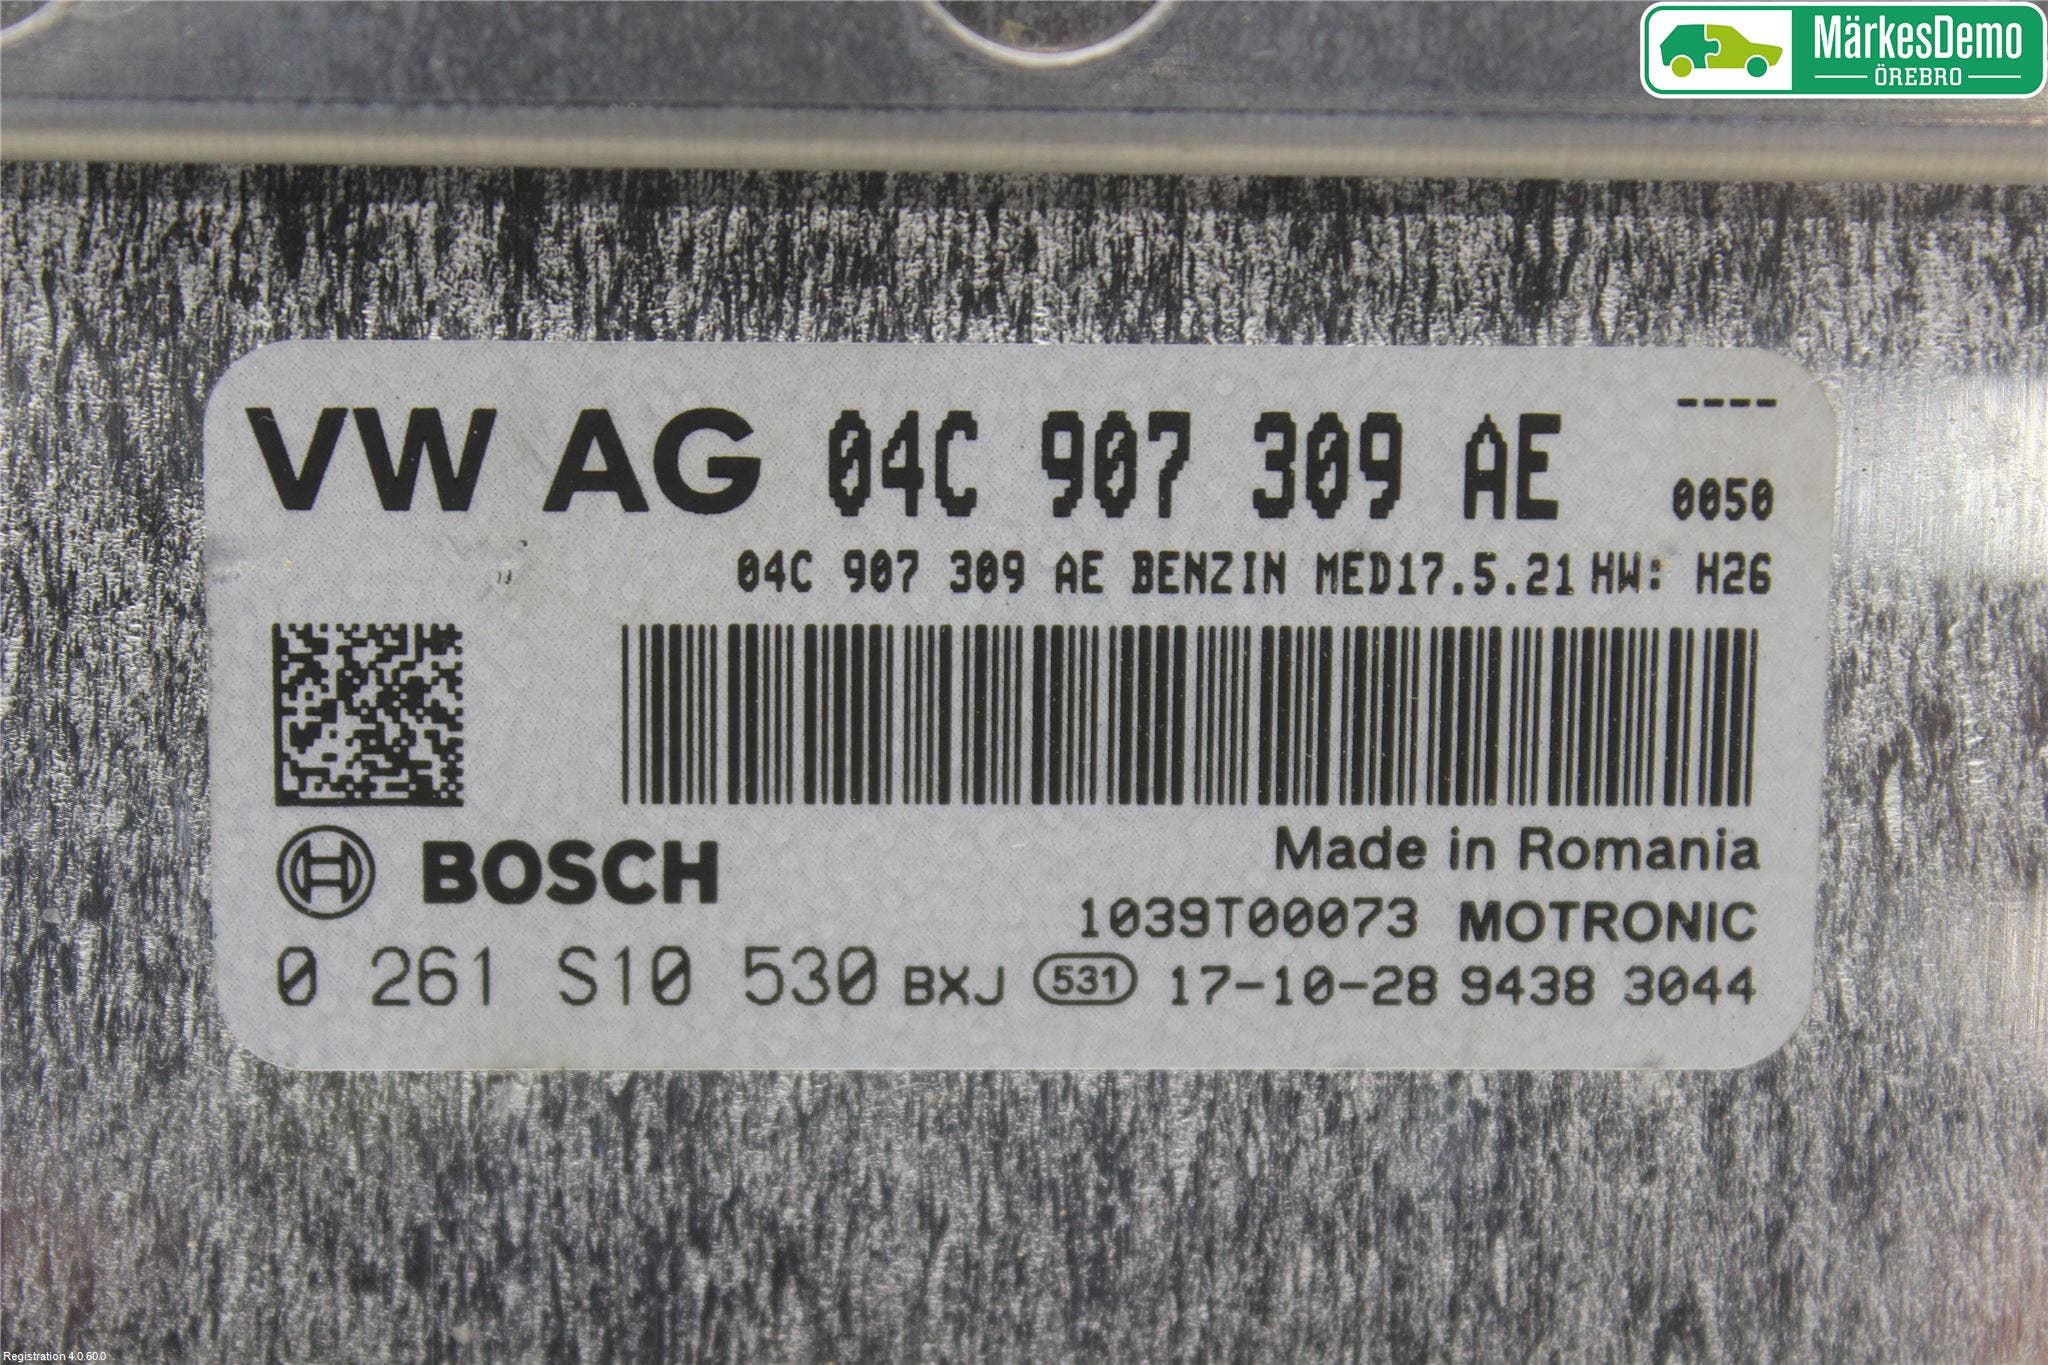 MärkesDemo
ÖREBRO
VW AG 04C 907 309 AE ----
0050
04C 907 309 AE BENZIN MED17.5.21 HW: H26
BOSCH
Made in Romania
1039T00073 MOTRONIC
0 261 S10 530 BXJ 531 17-10-28 9438 3044
Registration 4.0.60.0